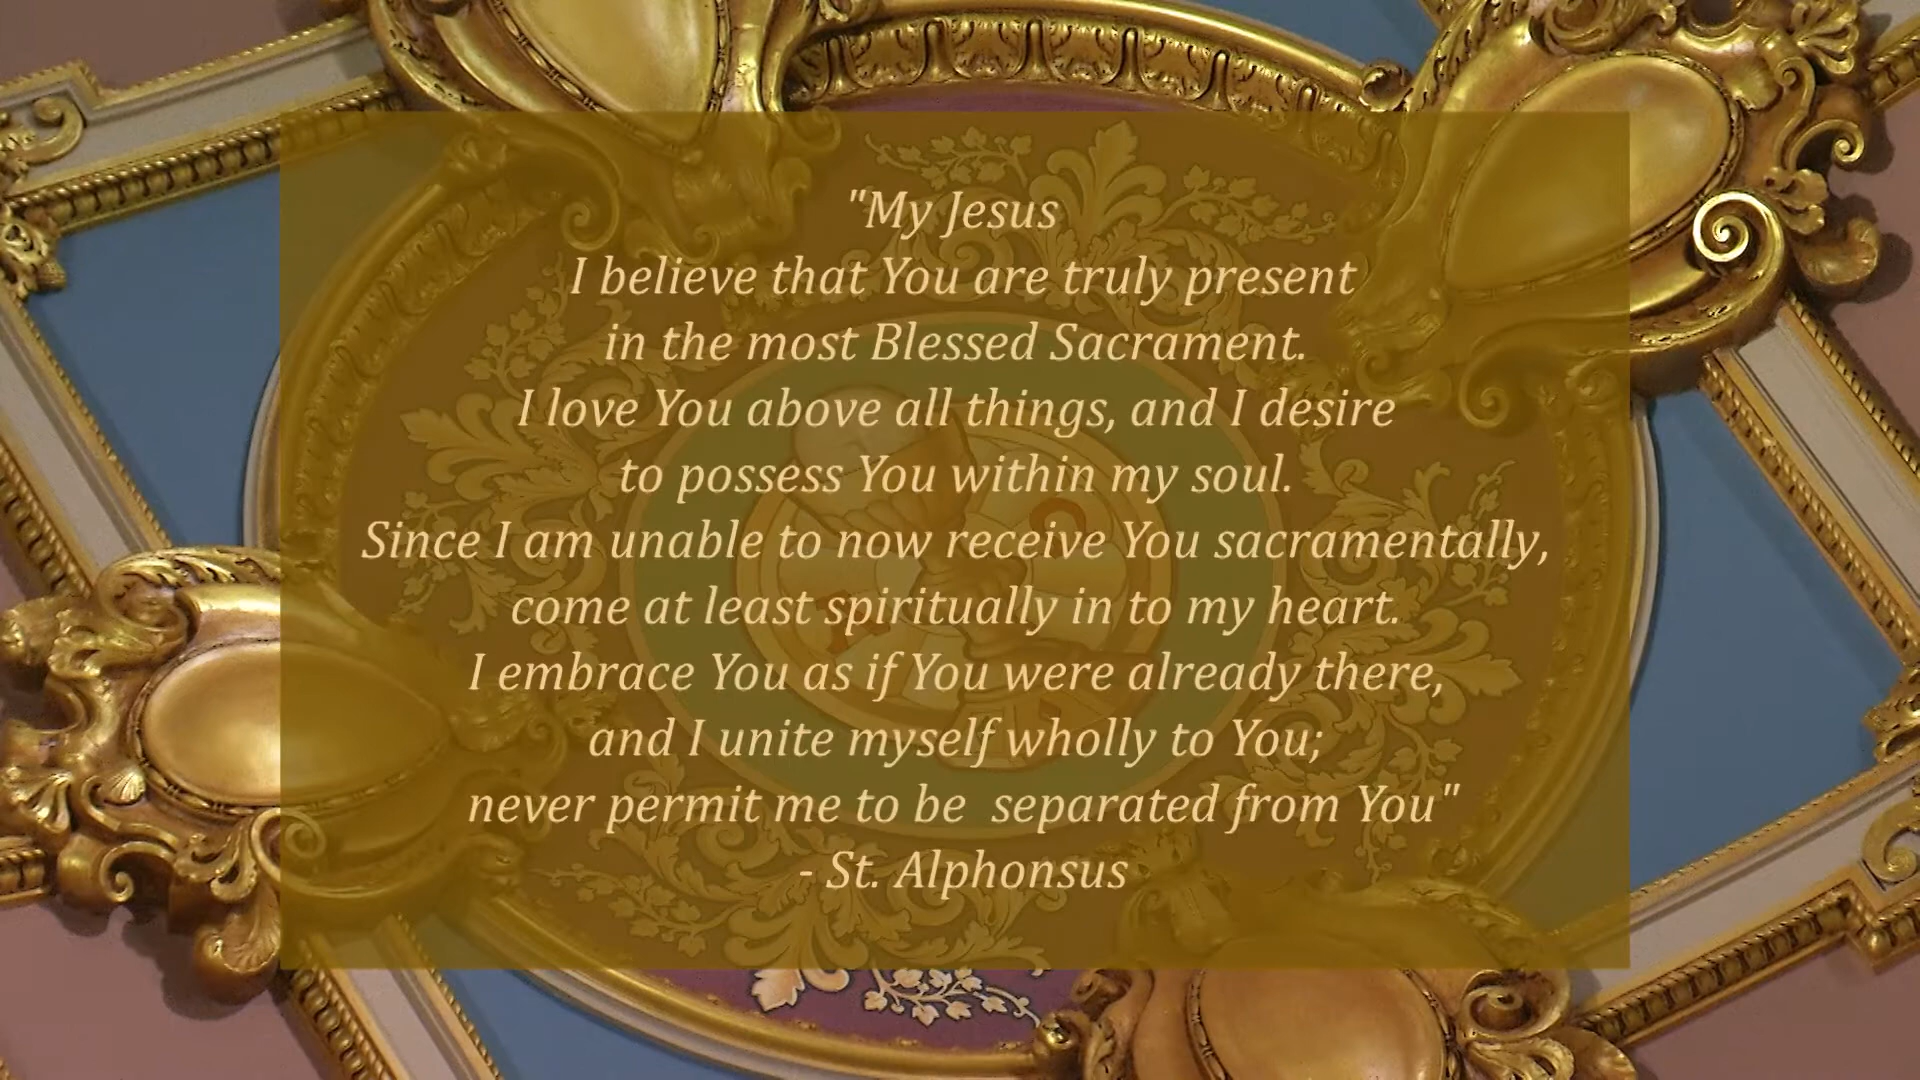 "My Jesus
I believe that You are truly present
in the most Blessed Sacrament.
I love You above all things, and I desire
to possess You within my soul.
Since I am unable to now receive You sacramentally,
come at least spiritually in to my heart.
I embrace You as if You were already there,
and I unite myself wholly to You;
never permit me to be  separated from You"
- St. Alphonsus